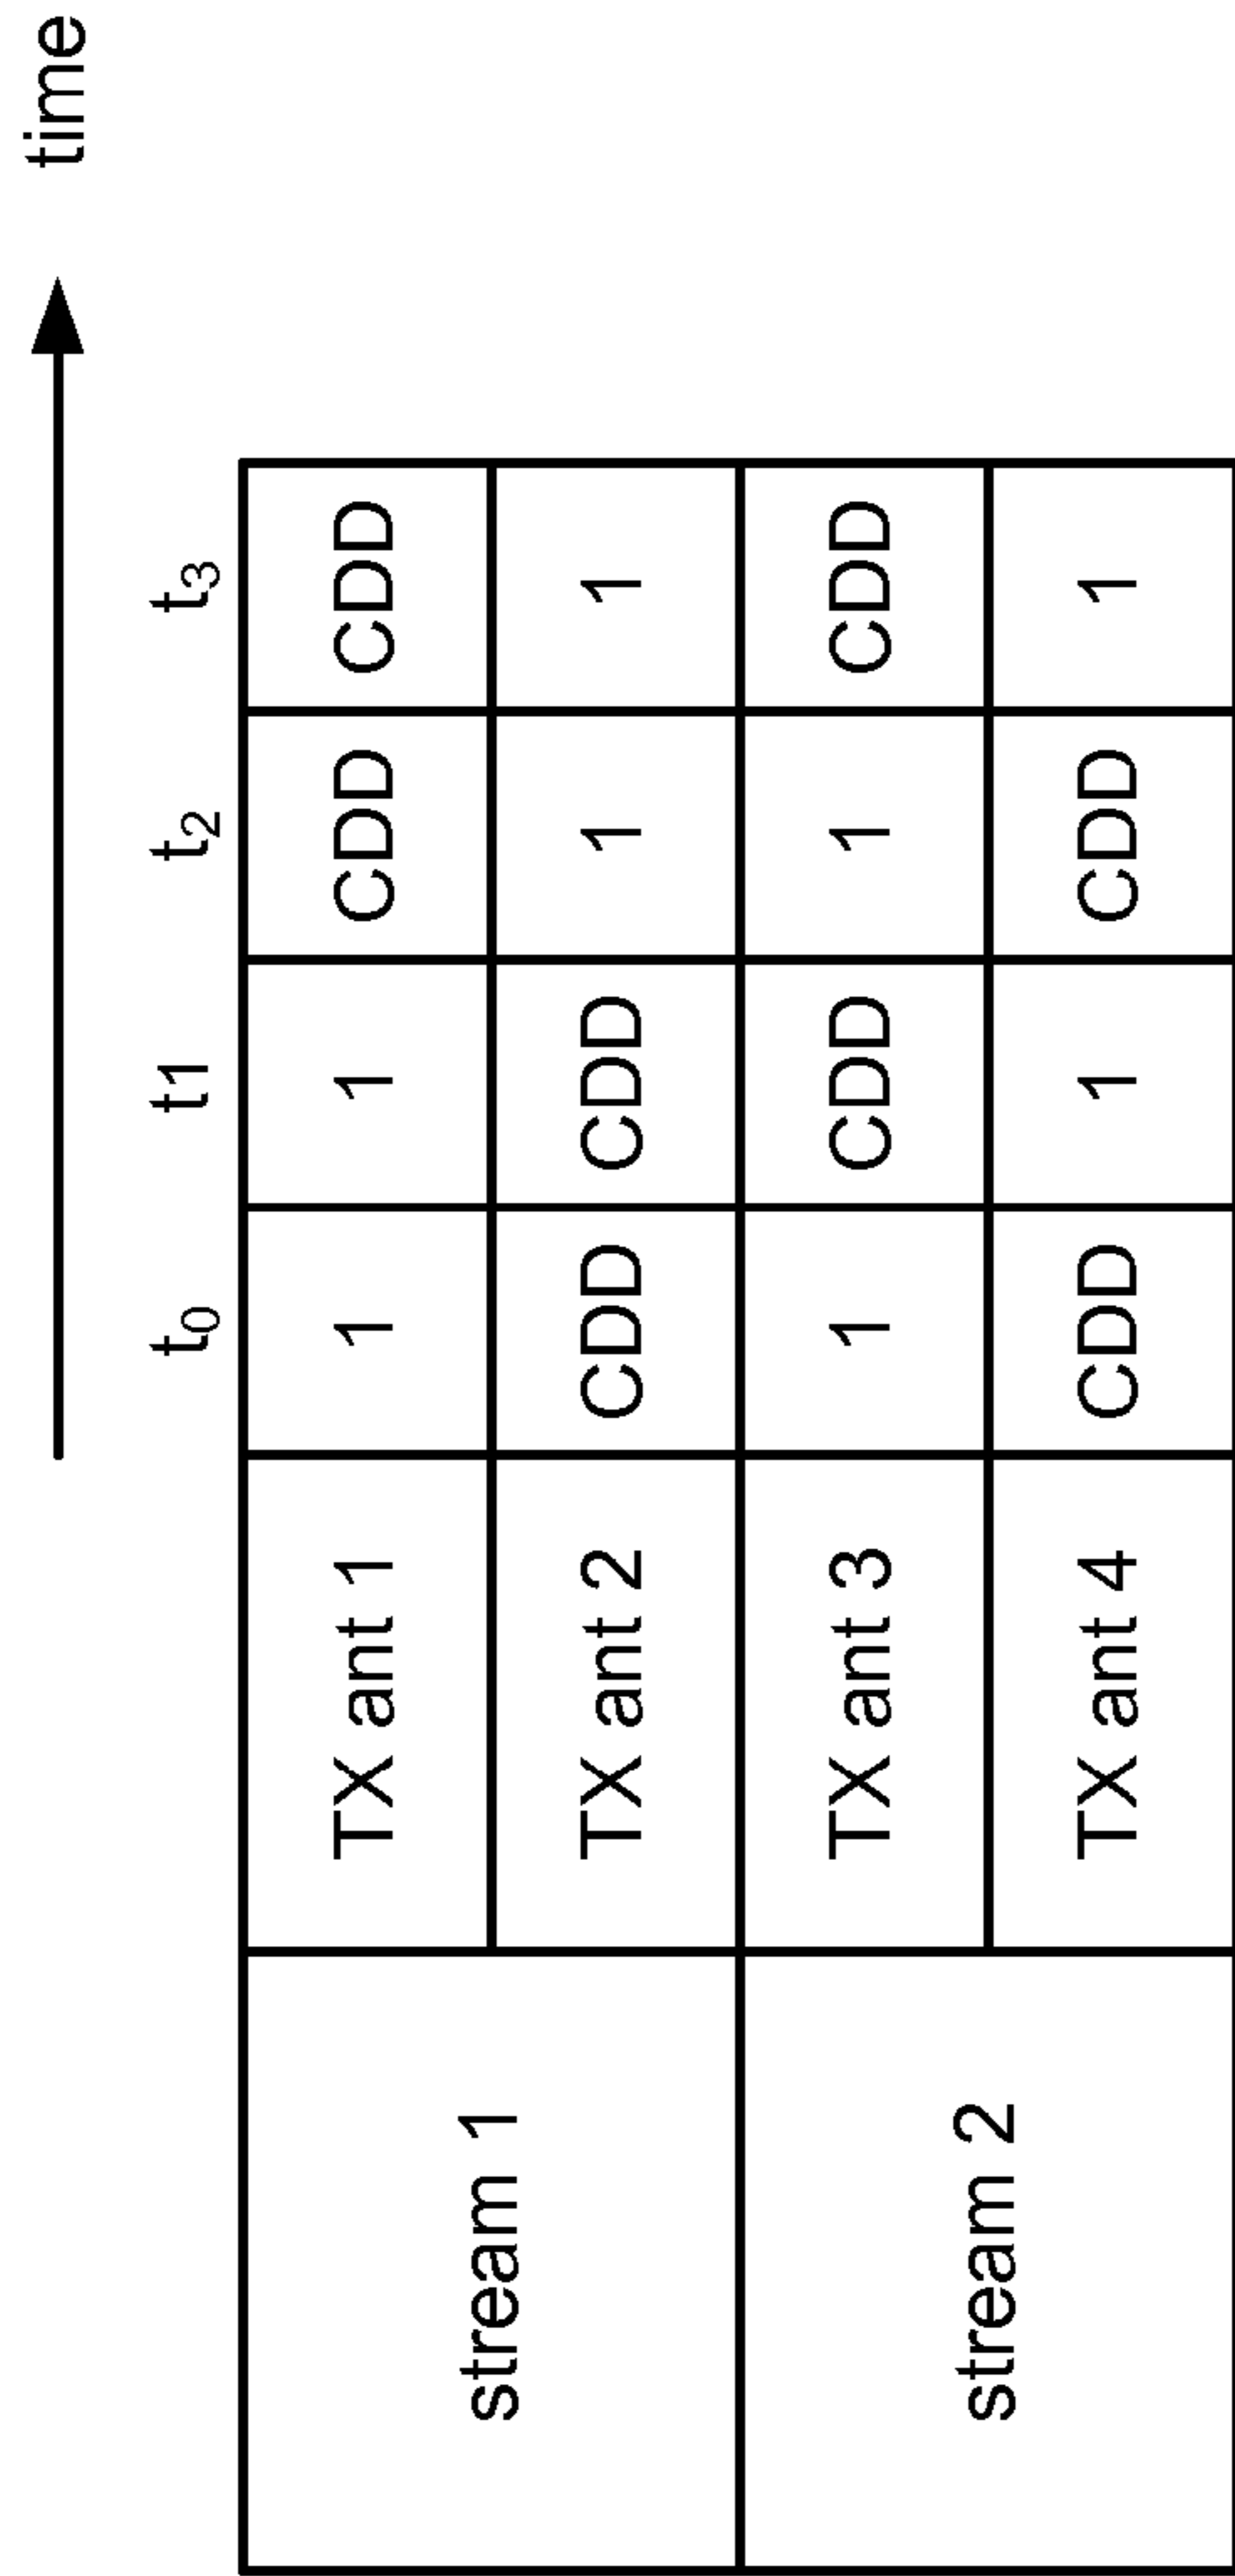 time
t0 t1 t2 t3
stream 1 TX ant 1 1 1 CDD CDD
TX ant 2 CDD CDD 1 1
stream 2 TX ant 3 1 CDD 1 CDD
TX ant 4 CDD 1 CDD 1